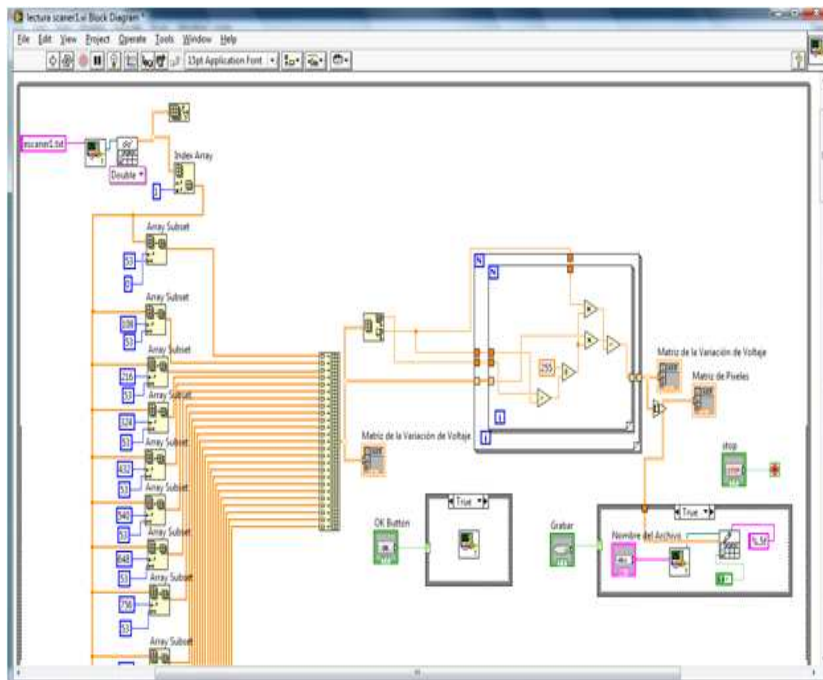 lectura scaner1.vi Block Diagram *
File Edit View Project Operate Tools Window Help
13pt Application Font
escaner1.txt
Double
Index Array
1
Array Subset
53
0
Array Subset
108
53
Array Subset
216
53
Array Subset
324
53
Array Subset
432
53
Array Subset
540
53
Array Subset
648
53
Array Subset
756
53
Array Subset
N
N
255
i
i
Matriz de la Variación de Voltaje
Matriz de Pixeles
Matriz de la Variación de Voltaje
stop
STOP
True
OK Button
OK
Grabar
True
Nombre del Archivo
abc